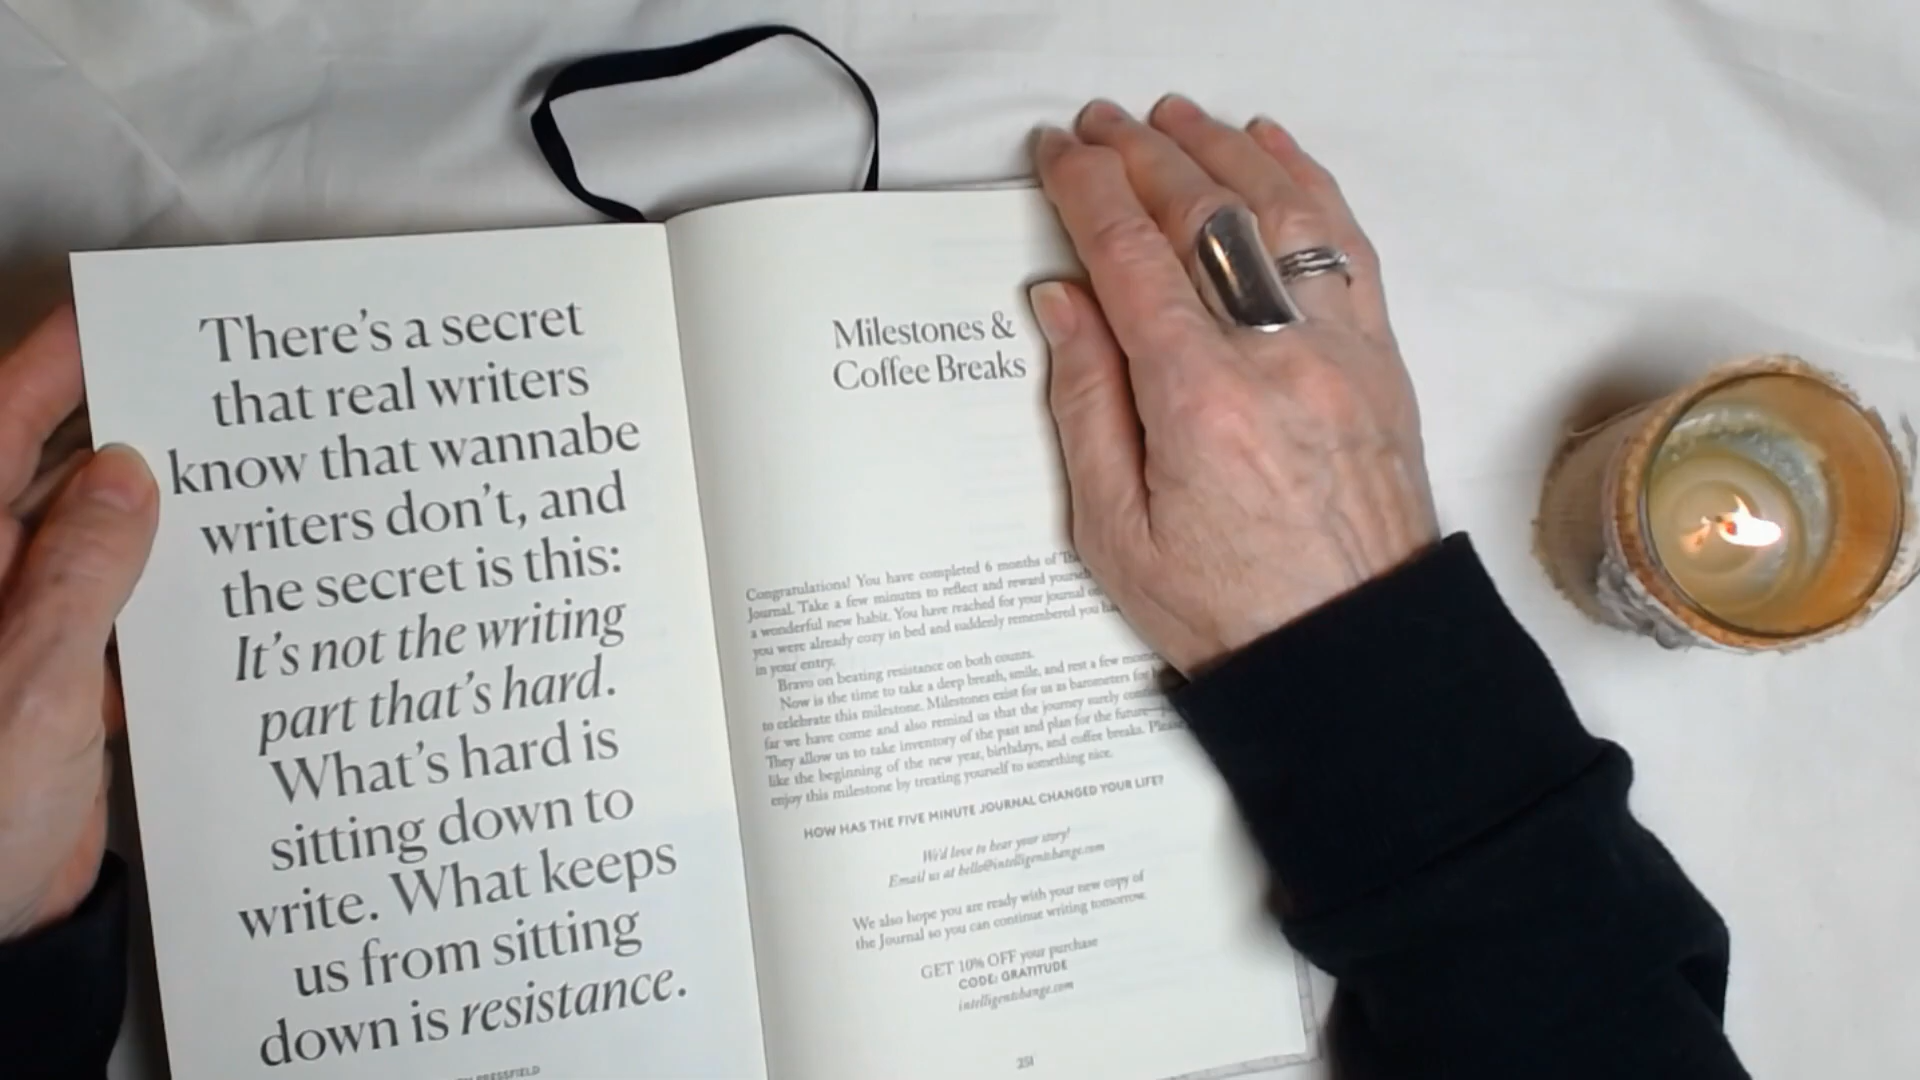 There's a secret
that real writers
know that wannabe
writers don't, and
the secret is this:
It's not the writing
part that's hard.
What's hard is
sitting down to
write. What keeps
us from sitting
down is resistance.
PRESSFIELD
Milestones &
Coffee Breaks
Congratulations! You have completed 6 months of
Journal. Take a few minutes to reflect and reward
a wonderful new habit. You have reached for your journal
you were already cozy in bed and suddenly remembered you
in your entry.
Bravo on beating resistance on both counts.
Now is the time to take a deep breath, smile, and rest a few
to celebrate this milestone. Milestones exist for us as barometers for
far we have come and also remind us that the journey surely
They allow us to take inventory of the past and plan for the future—
like the beginning of the new year, birthdays, and coffee breaks.
enjoy this milestone by treating yourself to something nice.
HOW HAS THE FIVE MINUTE JOURNAL CHANGED YOUR LIFE?
We'd love to hear your story!
Email us at hello@intelligentchange.com
We also hope you are ready with your new copy of
the Journal so you can continue writing tomorrow.
GET 10% OFF your purchase
CODE: GRATITUDE
intelligentchange.com
251